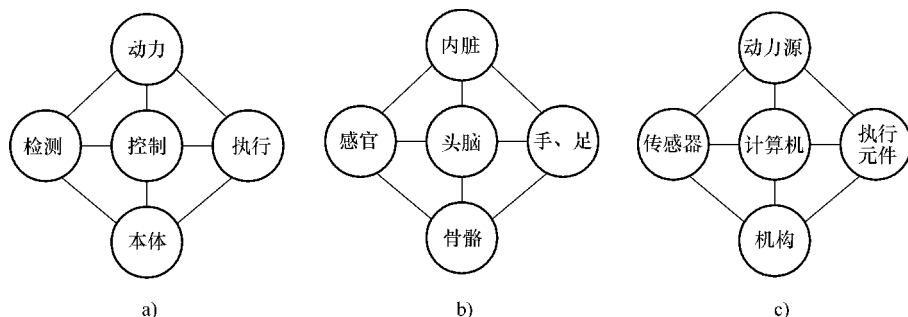 动力
检测
控制
执行
本体
a)
内脏
感官
头脑
手、足
骨骼
b)
动力源
传感器
计算机
执行
元件
机构
c)